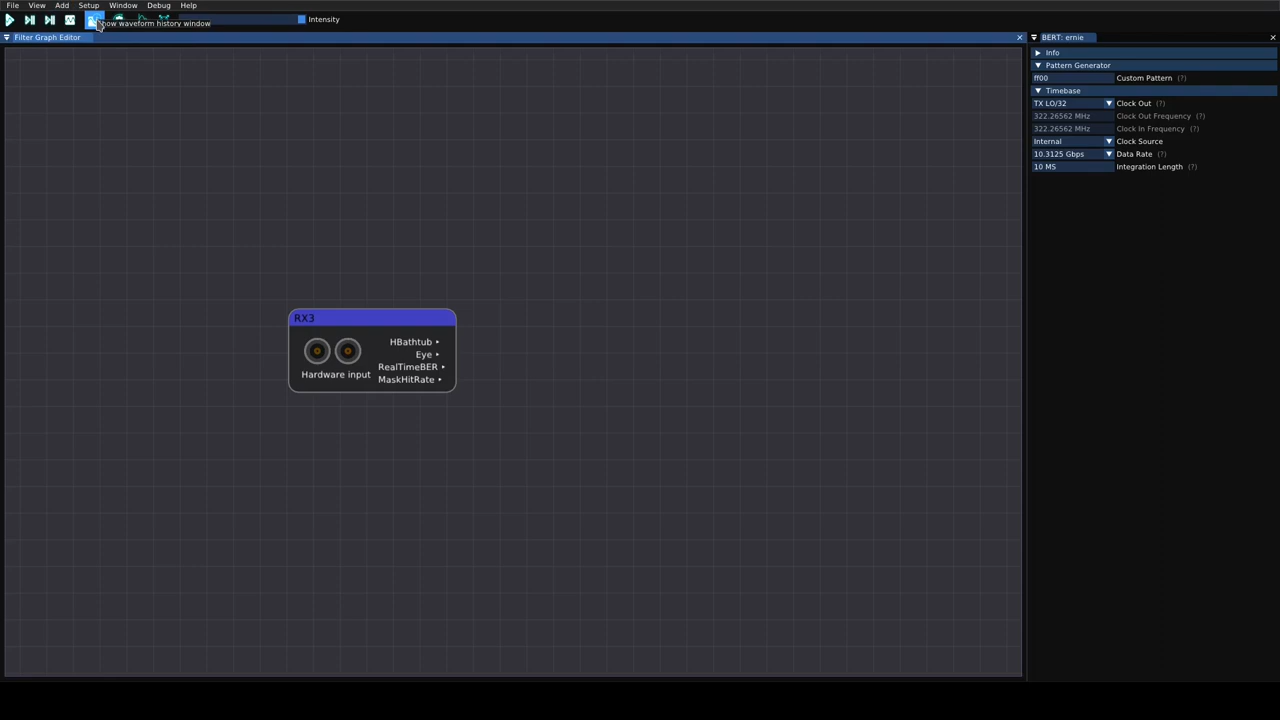 File View Add Setup Window Debug Help
how waveform history window
Intensity
Filter Graph Editor
BERT: ernie
Info
Pattern Generator
ff00 Custom Pattern (?)
Timebase
TX LO/32 Clock Out (?)
322.26562 MHz Clock Out Frequency (?)
322.26562 MHz Clock In Frequency (?)
Internal Clock Source
10.3125 Gbps Data Rate (?)
10 MS Integration Length (?)
RX3
HBathtub
Eye
RealTimeBER
Hardware input
MaskHitRate